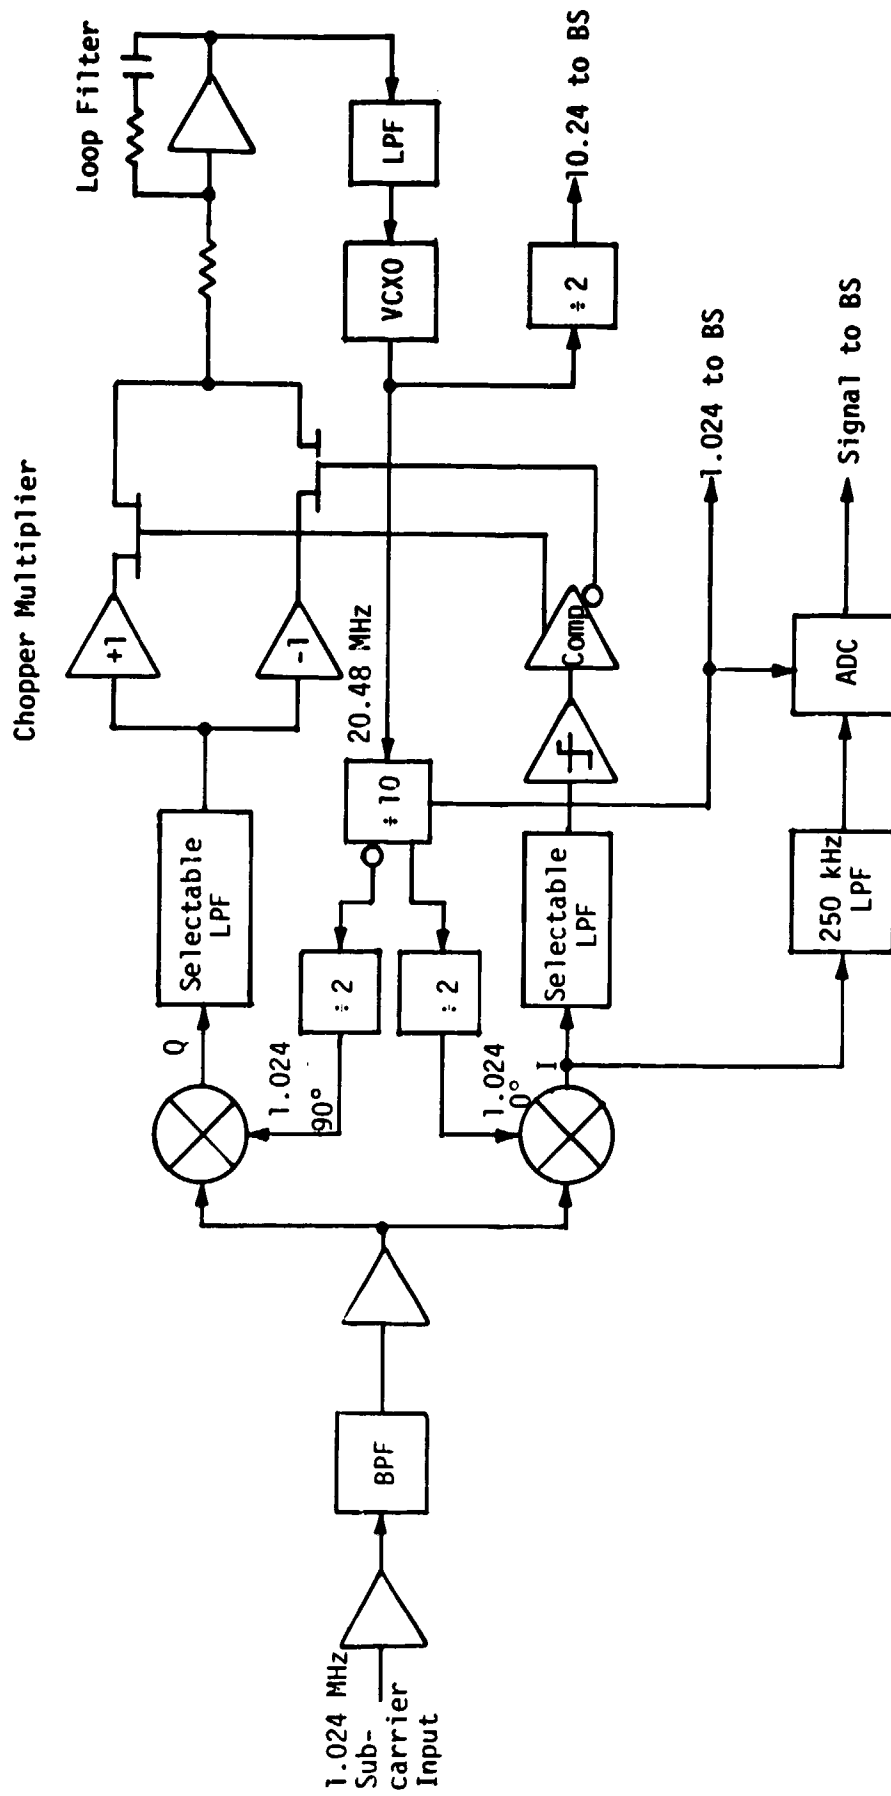 Chopper Multiplier
Loop Filter
+1
-1
Selectable
LPF
Q
1.024
90°
÷ 2
÷ 2
÷ 10
20.48 MHz
VCXO
LPF
÷ 2
10.24 to BS
1.024 MHz
Sub-
carrier
Input
BPF
1.024
0°
I
Selectable
LPF
Comp
1.024 to BS
250 kHz
LPF
ADC
Signal to BS